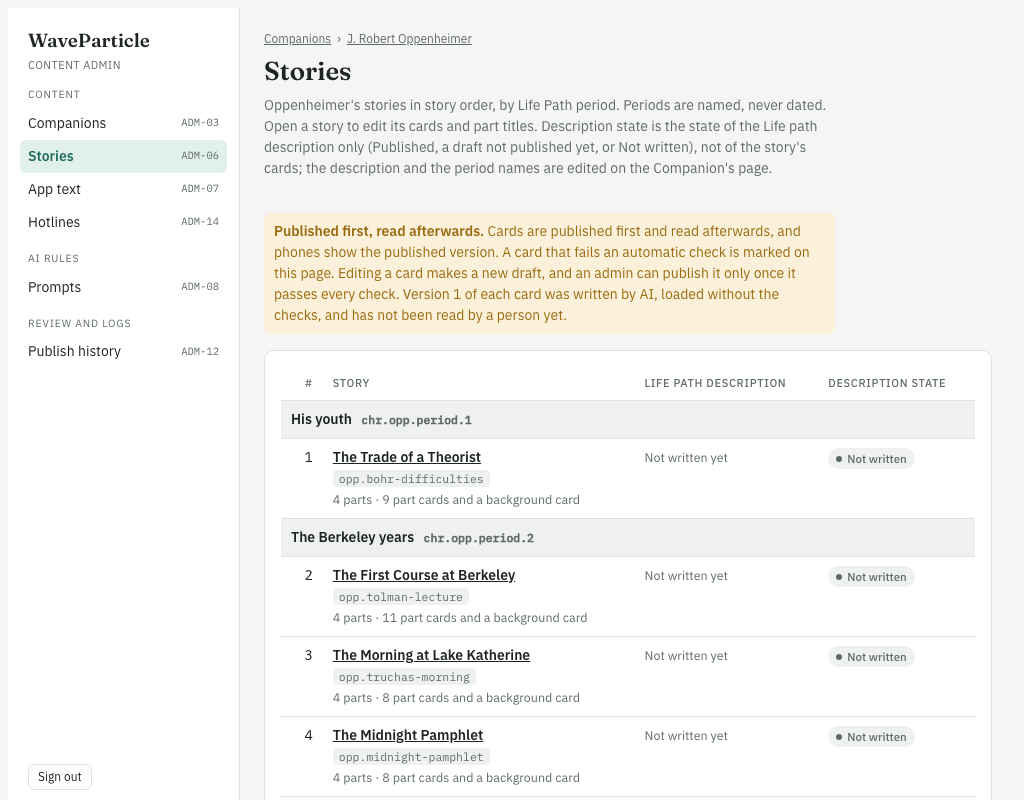 WaveParticle
CONTENT ADMIN
CONTENT
Companions ADM-03
Stories ADM-06
App text ADM-07
Hotlines ADM-14
AI RULES
Prompts ADM-08
REVIEW AND LOGS
Publish history ADM-12
Sign out
Companions › J. Robert Oppenheimer
Stories
Oppenheimer's stories in story order, by Life Path period. Periods are named, never dated.
Open a story to edit its cards and part titles. Description state is the state of the Life path
description only (Published, a draft not published yet, or Not written), not of the story's
cards; the description and the period names are edited on the Companion's page.
Published first, read afterwards. Cards are published first and read afterwards, and
phones show the published version. A card that fails an automatic check is marked on
this page. Editing a card makes a new draft, and an admin can publish it only once it
passes every check. Version 1 of each card was written by AI, loaded without the
checks, and has not been read by a person yet.
# STORY LIFE PATH DESCRIPTION DESCRIPTION STATE
His youth chr.opp.period.1
1 The Trade of a Theorist Not written yet Not written
opp.bohr-difficulties
4 parts · 9 part cards and a background card
The Berkeley years chr.opp.period.2
2 The First Course at Berkeley Not written yet Not written
opp.tolman-lecture
4 parts · 11 part cards and a background card
3 The Morning at Lake Katherine Not written yet Not written
opp.truchas-morning
4 parts · 8 part cards and a background card
4 The Midnight Pamphlet Not written yet Not written
opp.midnight-pamphlet
4 parts · 8 part cards and a background card